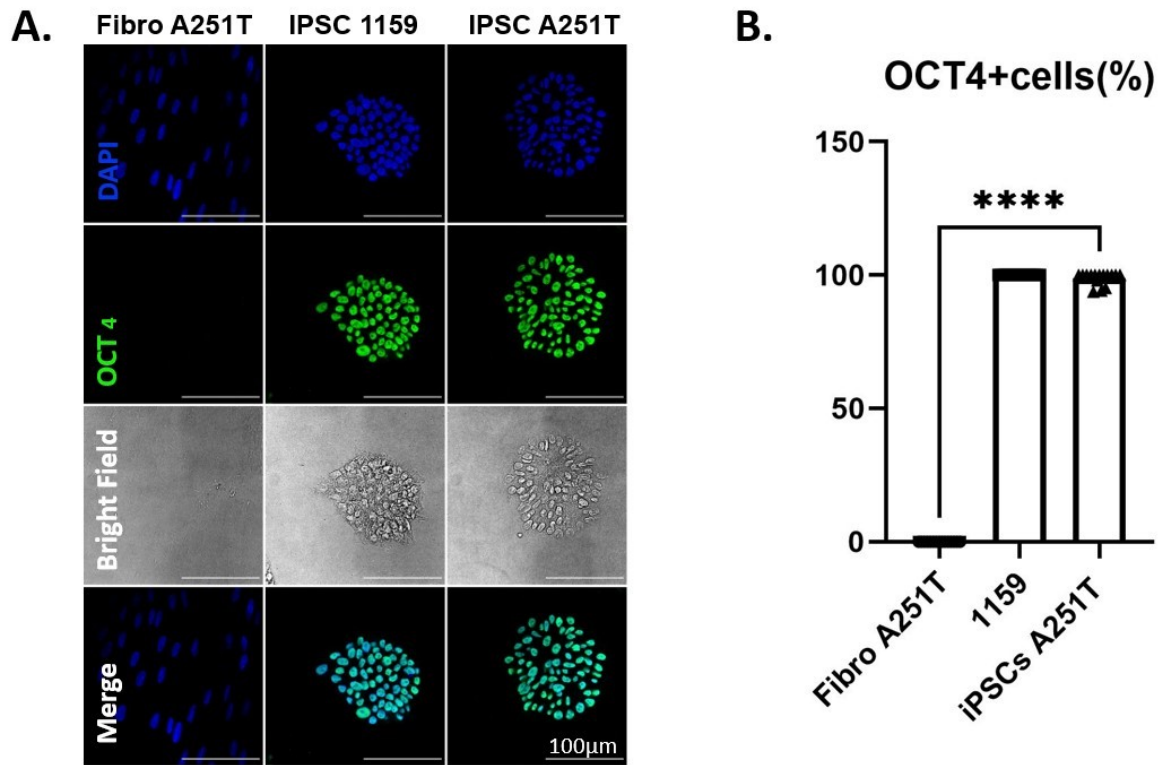 A.
Fibro A251T IPSC 1159 IPSC A251T
DAPI
OCT 4
Bright Field
Merge
100µm
B.
OCT4+cells(%)
150
****
100
50
0
Fibro A251T
1159
iPSCs A251T